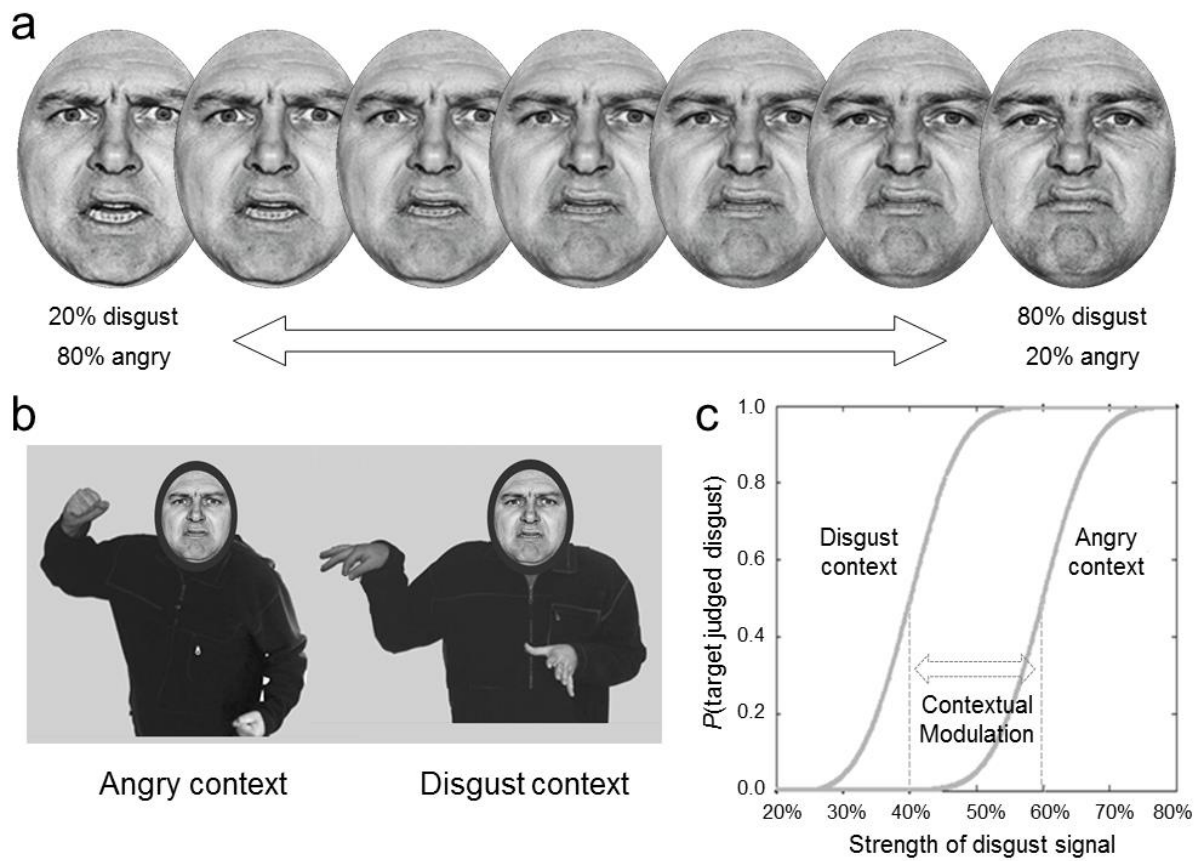 a
20% disgust
80% angry
80% disgust
20% angry
b
Angry context
Disgust context
c
P(target judged disgust)
1.0
0.8
0.6
0.4
0.2
0.0
Disgust
context
Angry
context
Contextual
Modulation
20%
30%
40%
50%
60%
70%
80%
Strength of disgust signal